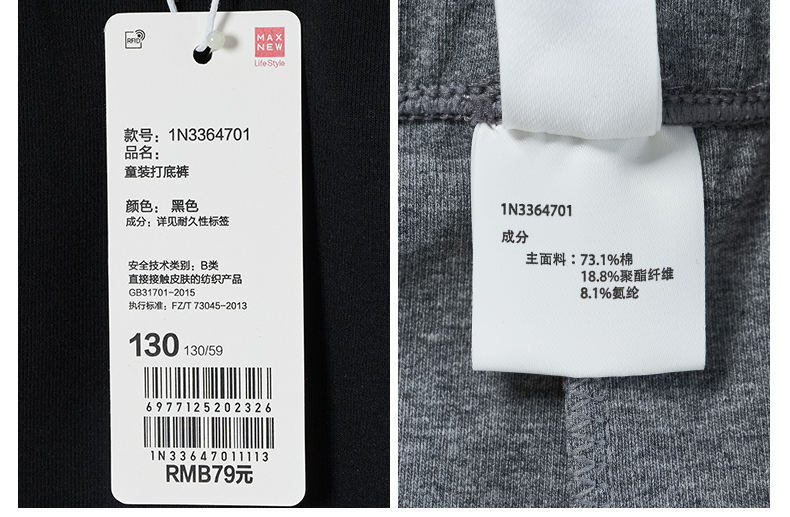 RFID
MAX
NEW
LifeStyle
款号：1N3364701
品名：
童装打底裤
颜色：黑色
成分：详见耐久性标签
安全技术类别：B类
直接接触皮肤的纺织产品
GB31701-2015
执行标准：FZ/T 73045-2013
130 130/59
6977125202326
1N33647011113
RMB79元
1N3364701
成分
主面料：73.1%棉
18.8%聚酯纤维
8.1%氨纶